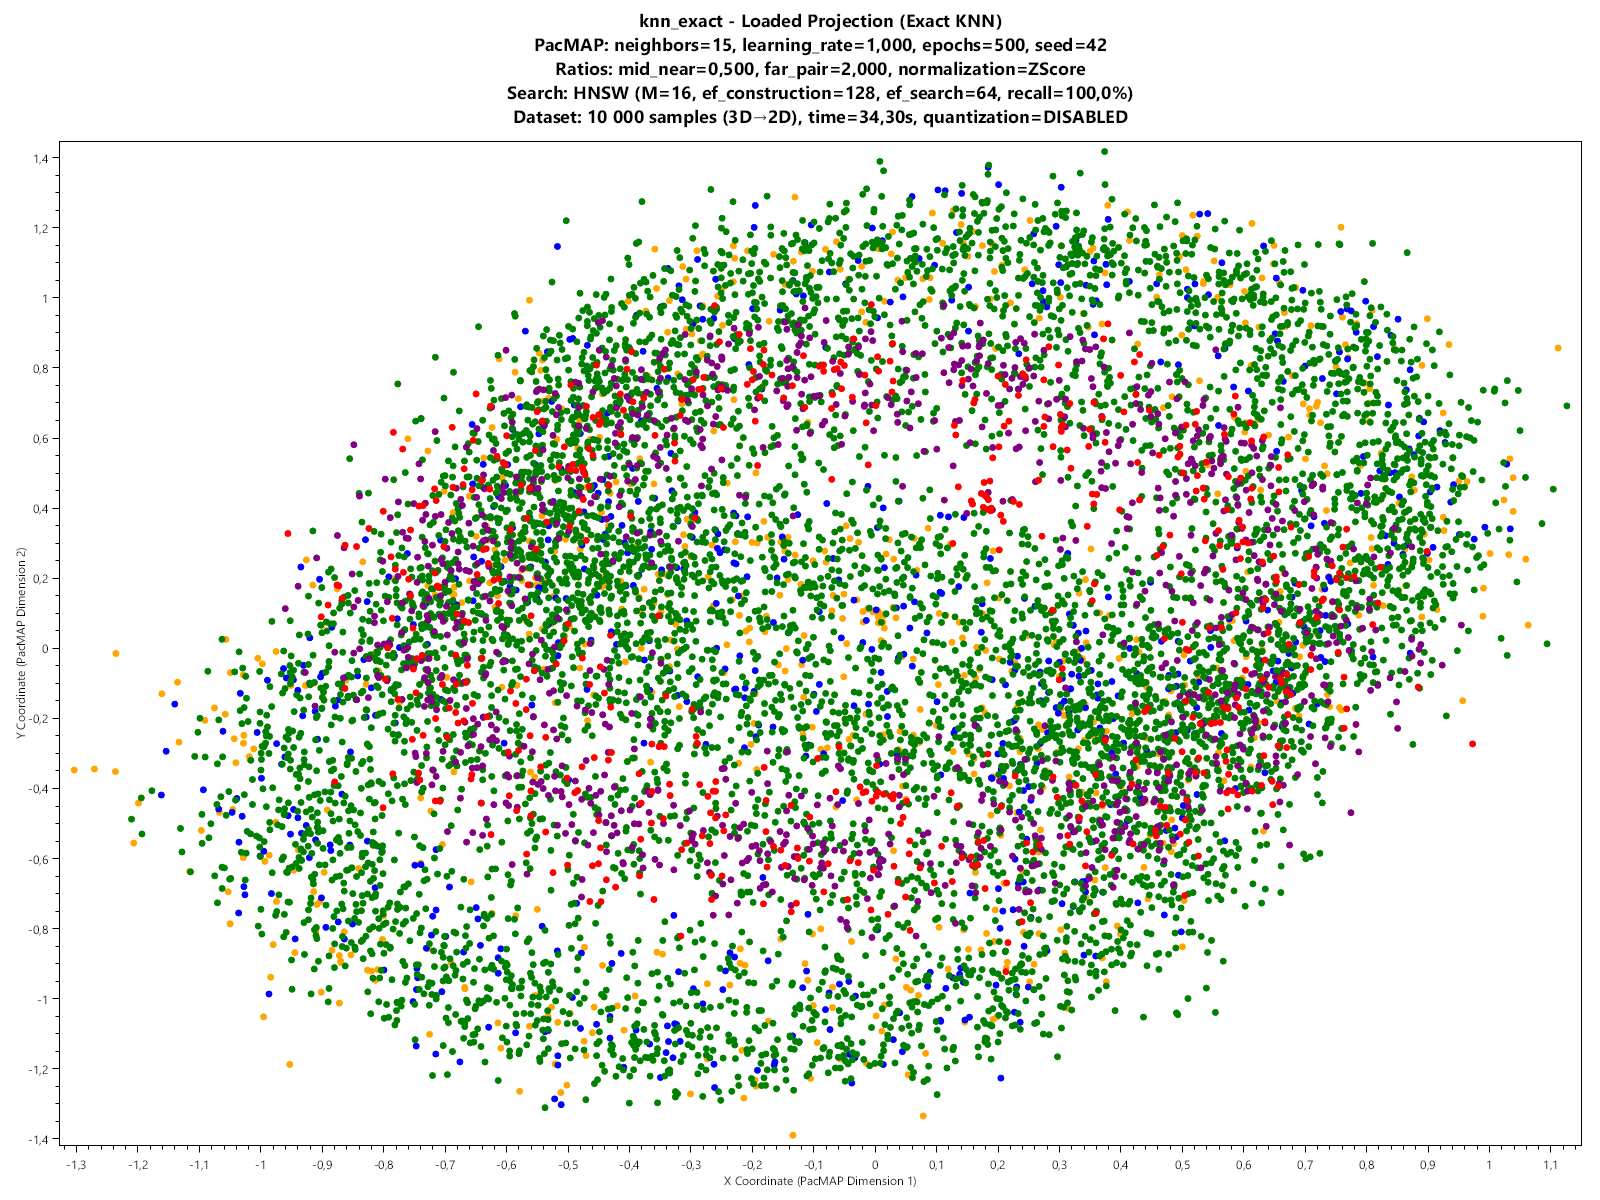 knn_exact - Loaded Projection (Exact KNN)
PacMAP: neighbors=15, learning_rate=1,000, epochs=500, seed=42
Ratios: mid_near=0,500, far_pair=2,000, normalization=ZScore
Search: HNSW (M=16, ef_construction=128, ef_search=64, recall=100,0%)
Dataset: 10 000 samples (3D→2D), time=34,30s, quantization=DISABLED
1,4
1,2
1
0,8
0,6
0,4
0,2
0
-0,2
-0,4
-0,6
-0,8
-1
-1,2
-1,4
Y Coordinate (PacMAP Dimension 2)
-1,3 -1,2 -1,1 -1 -0,9 -0,8 -0,7 -0,6 -0,5 -0,4 -0,3 -0,2 -0,1 0 0,1 0,2 0,3 0,4 0,5 0,6 0,7 0,8 0,9 1 1,1
X Coordinate (PacMAP Dimension 1)